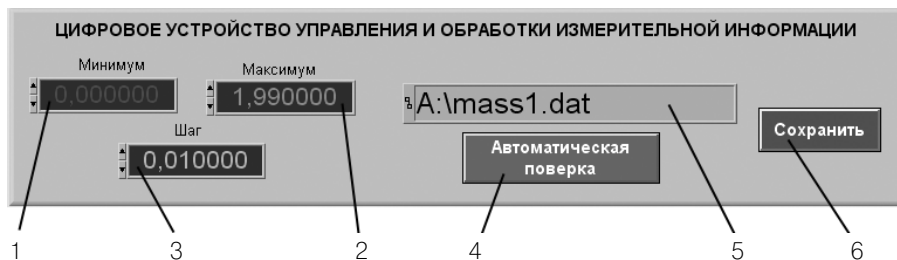 ЦИФРОВОЕ УСТРОЙСТВО УПРАВЛЕНИЯ И ОБРАБОТКИ ИЗМЕРИТЕЛЬНОЙ ИНФОРМАЦИИ
Минимум
Максимум
0,000000
1,990000
A:\mass1.dat
Шаг
0,010000
Автоматическая
поверка
Сохранить
1
3
2
4
5
6